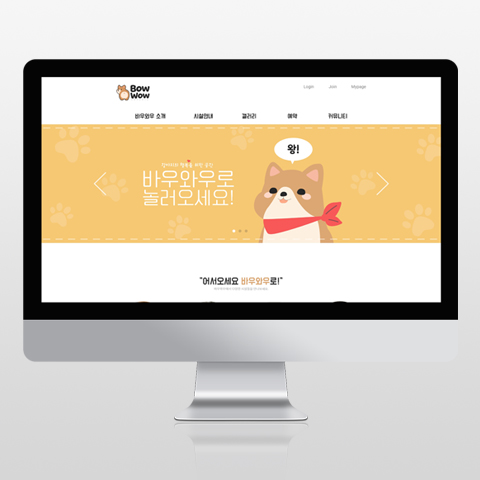 Bow
Wow
Login Join Mypage
바우와우 소개 시설안내 갤러리 예약 커뮤니티
바우와우로
놀러오세요!
왕!
"어서오세요 바우와우로!"